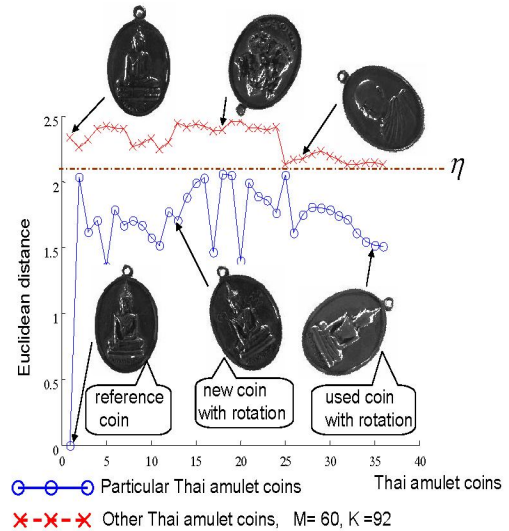 2.5
η
2
1.5
Euclidean distance
1
reference
coin
new coin
with rotation
used coin
with rotation
0.5
0
0 5 10 15 20 25 30 35 40
Particular Thai amulet coins
Thai amulet coins
Other Thai amulet coins, M= 60, K =92